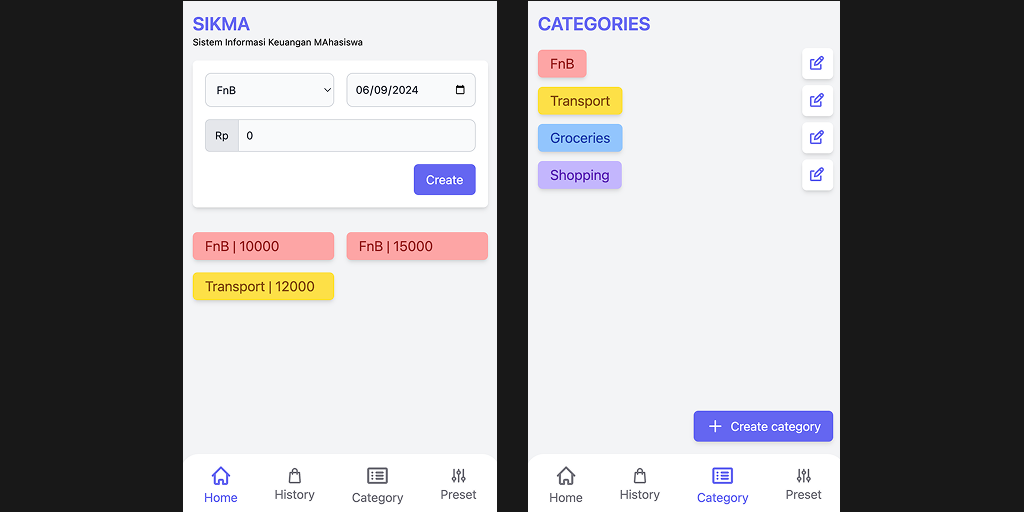 SIKMA
Sistem Informasi Keuangan MAhasiswa
FnB
06/09/2024
Rp 0
Create
FnB | 10000
FnB | 15000
Transport | 12000
Home
History
Category
Preset
CATEGORIES
FnB
Transport
Groceries
Shopping
Create category
Home
History
Category
Preset